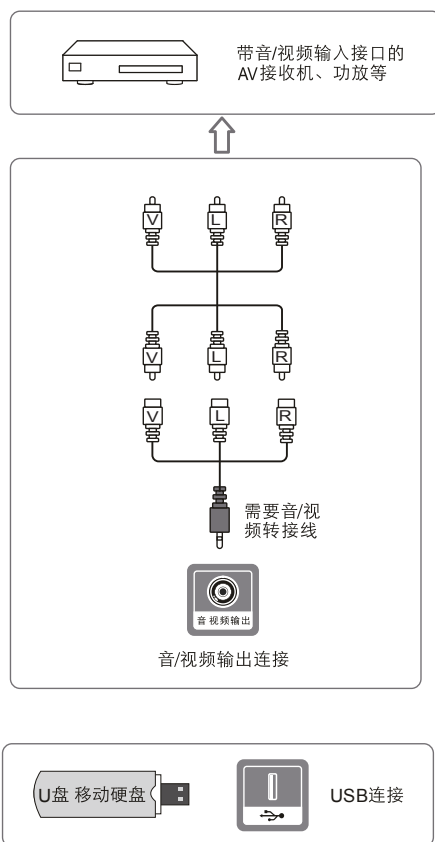 带音/视频输入接口的
AV接收机、功放等
V L R
V L R
V L R
需要音/视
频转接线
音视频输出
音/视频输出连接
U盘 移动硬盘
USB连接